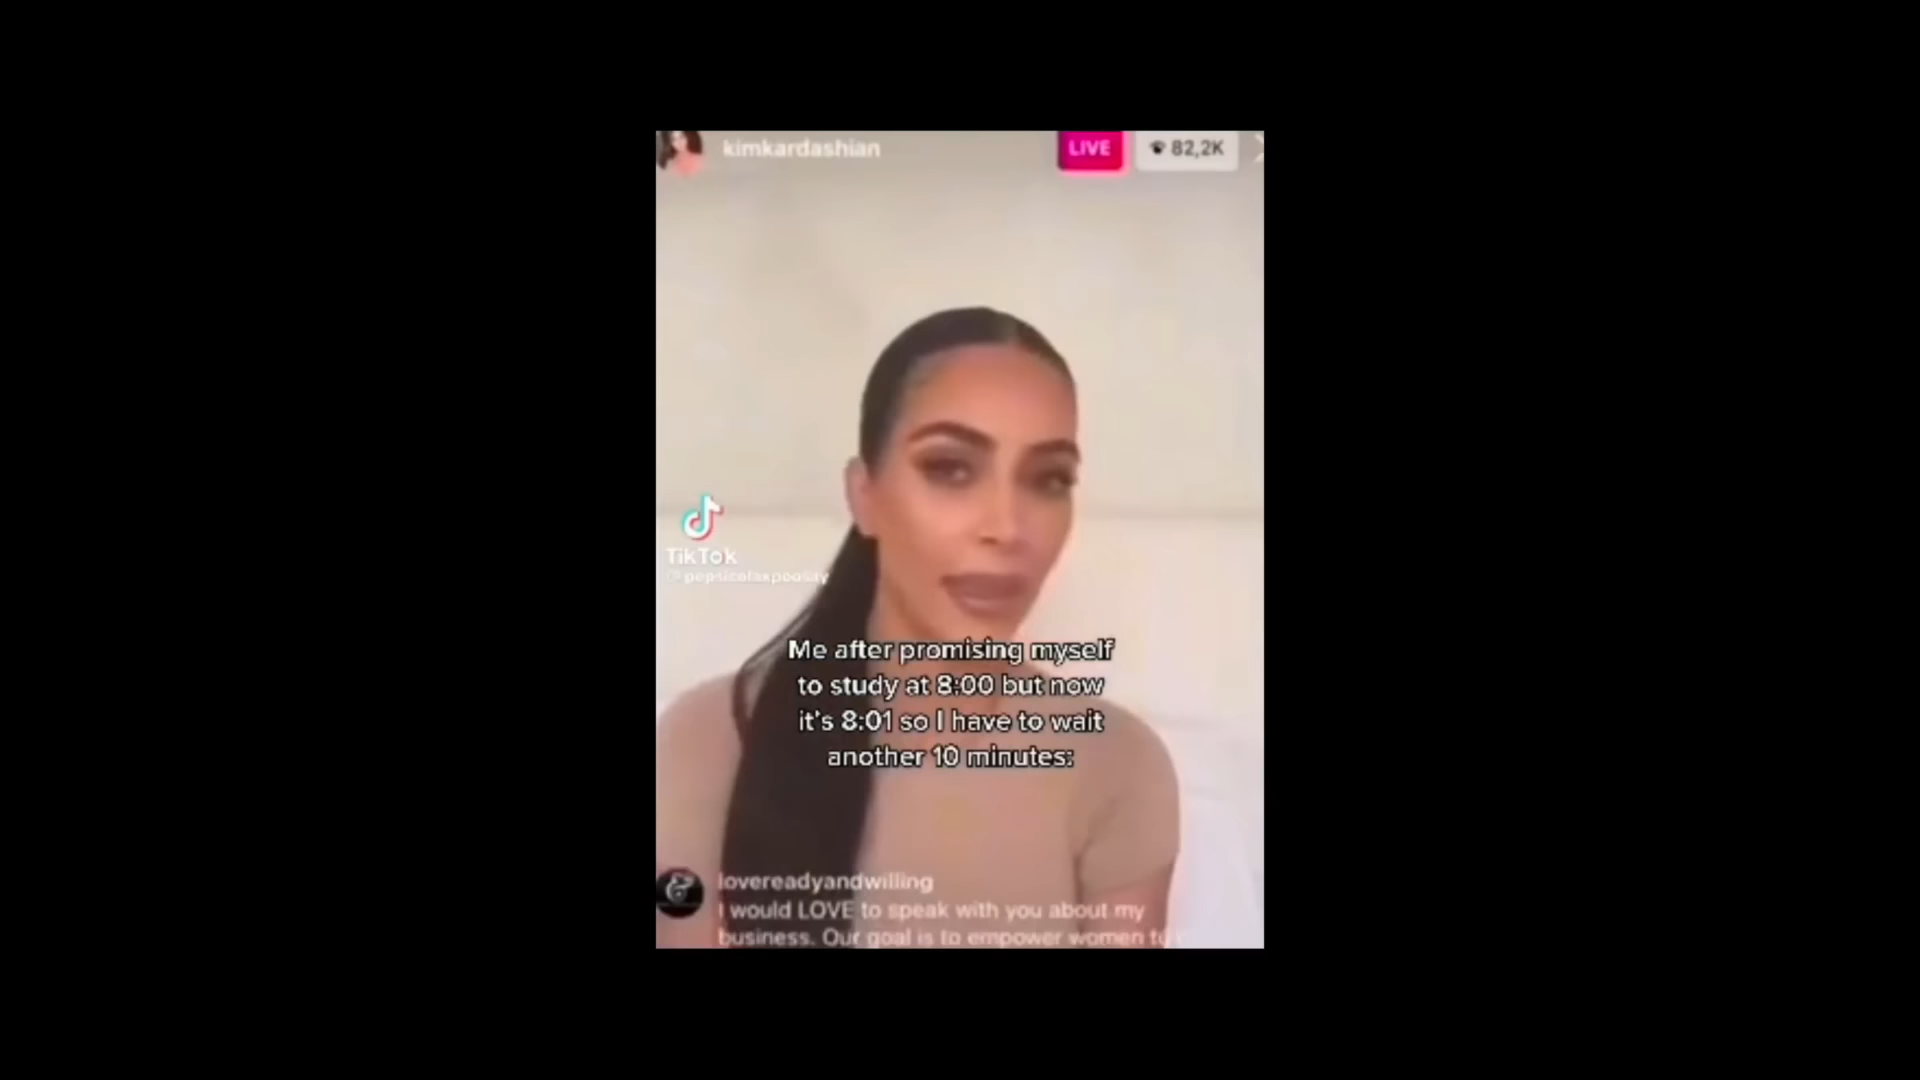 kimkardashian
LIVE
82,2K
TikTok
Me after promising myself
to study at 8:00 but now
it's 8:01 so I have to wait
another 10 minutes:
lovereadyandwilling
I would LOVE to speak with you about my
business. Our goal is to empower women to